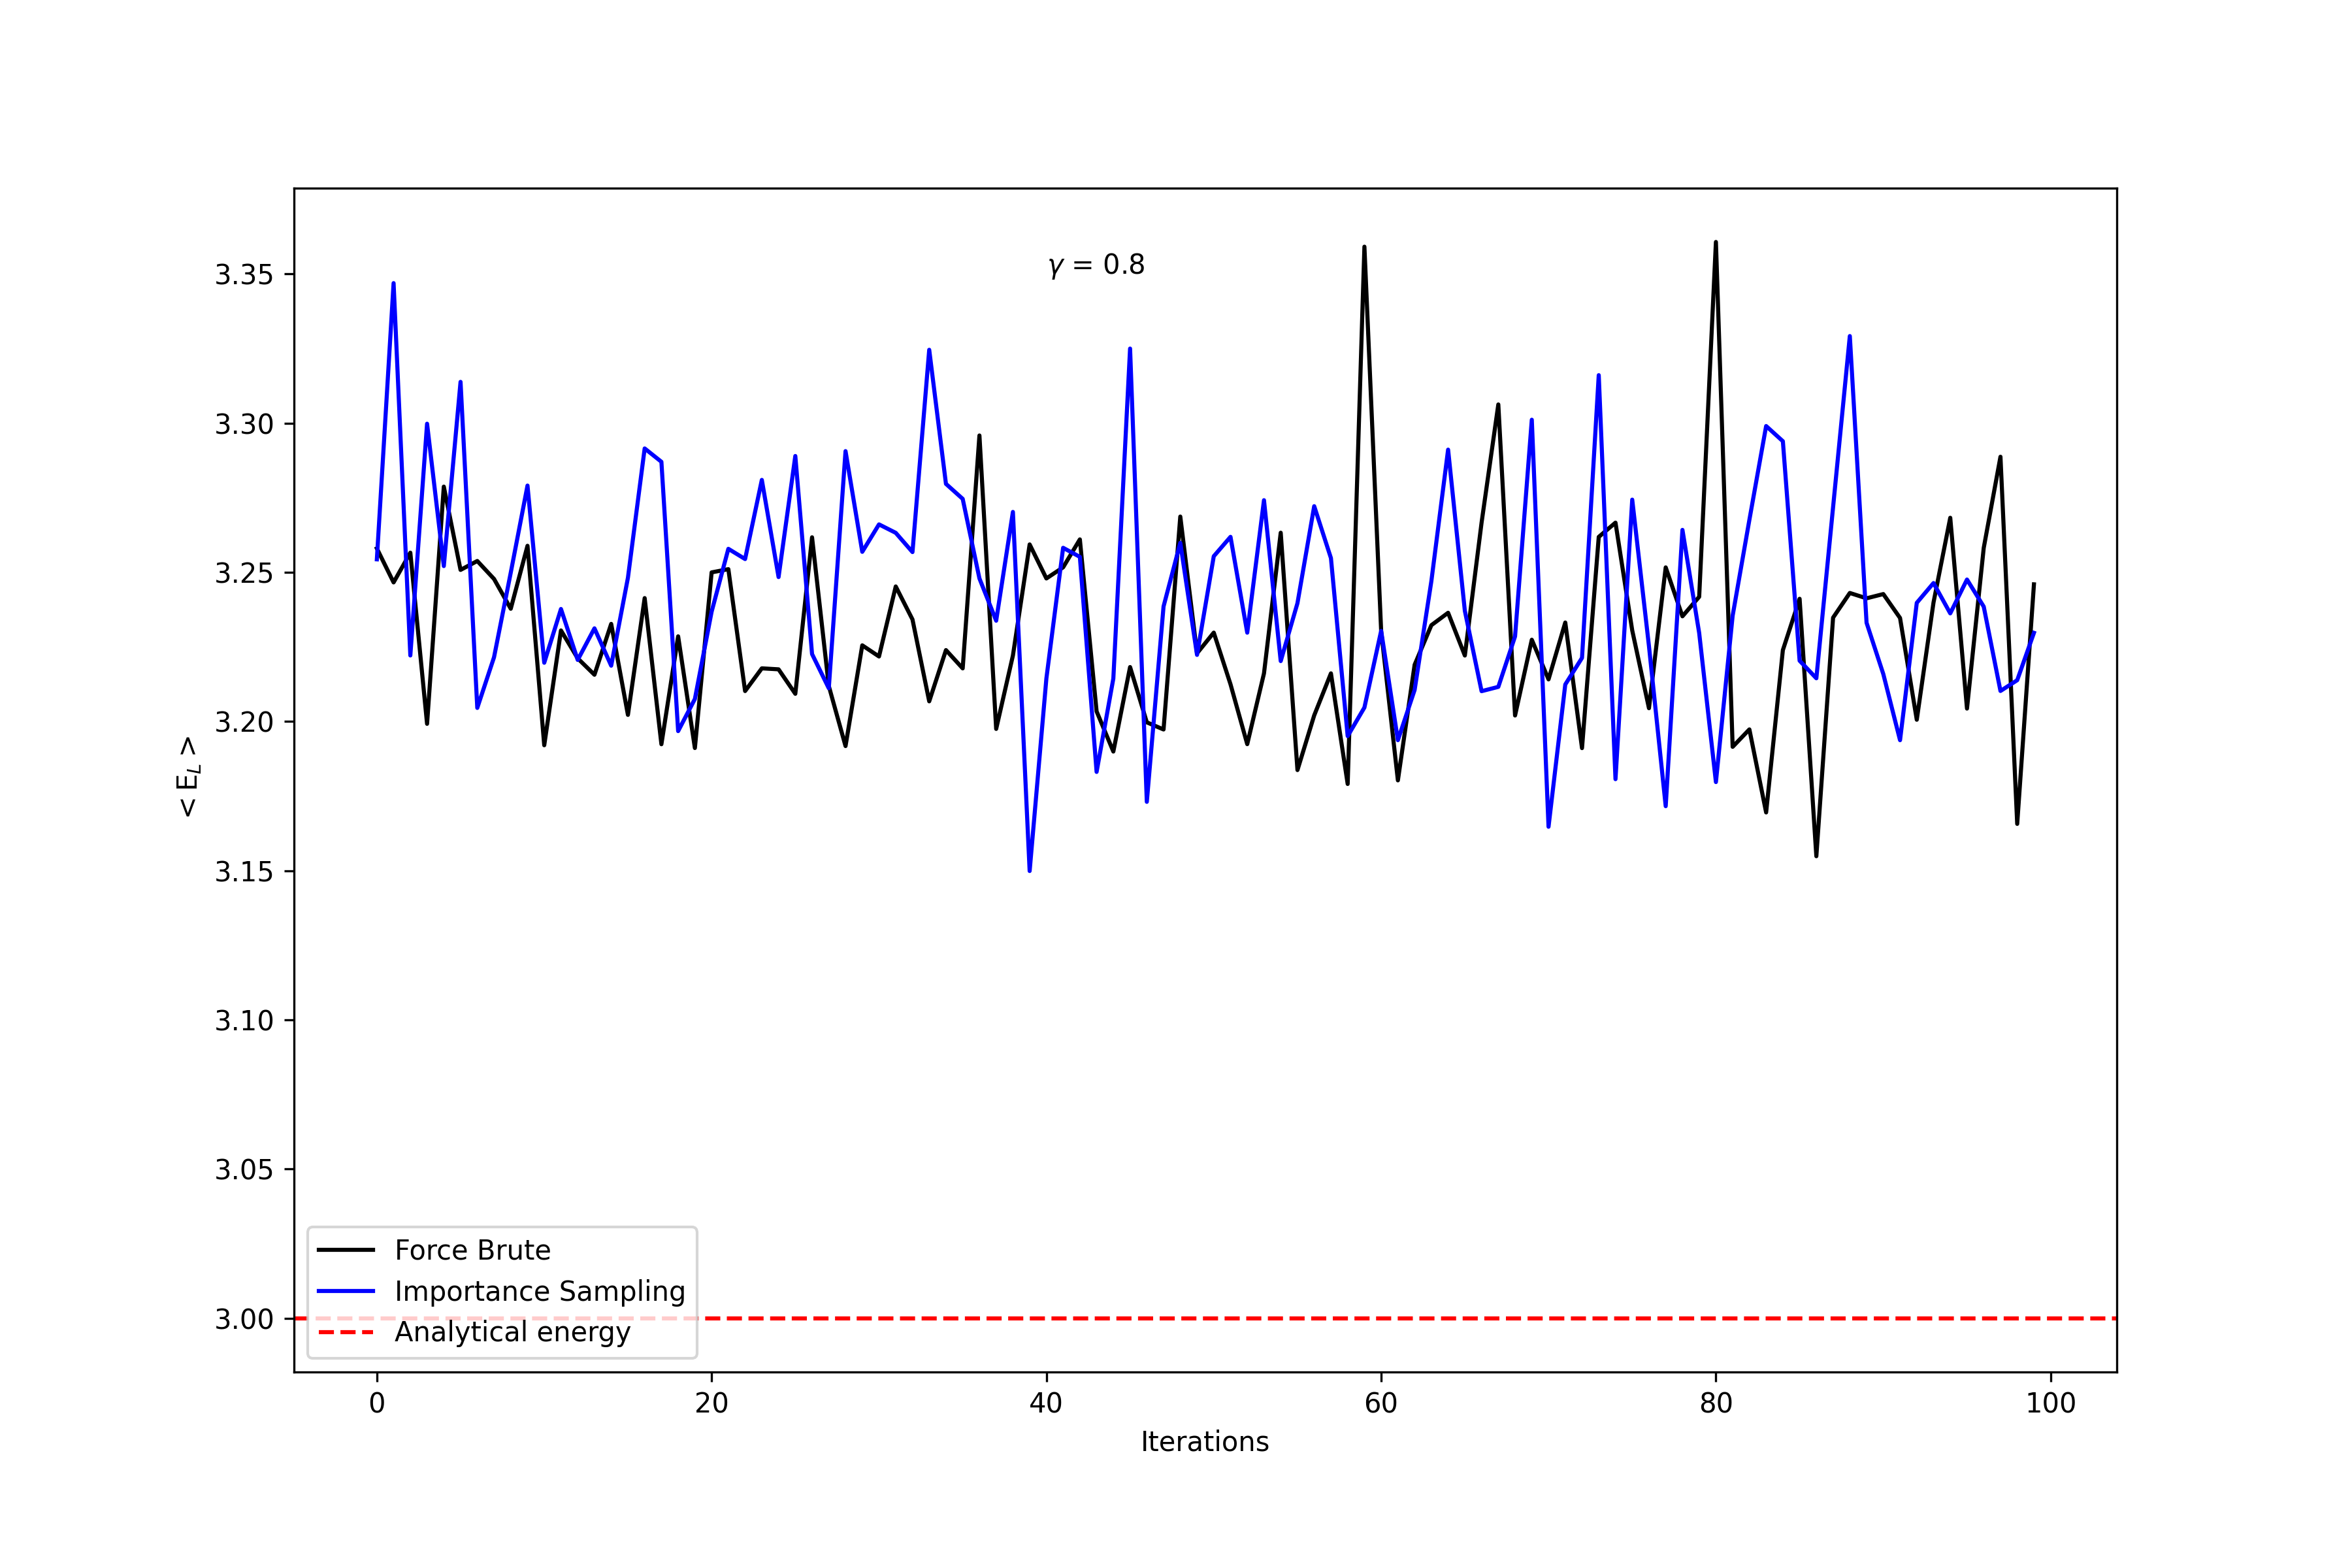 γ = 0.8
3.35
3.30
3.25
3.20
3.15
3.10
3.05
3.00
< E_L >
Force Brute
Importance Sampling
Analytical energy
0 20 40 60 80 100
Iterations